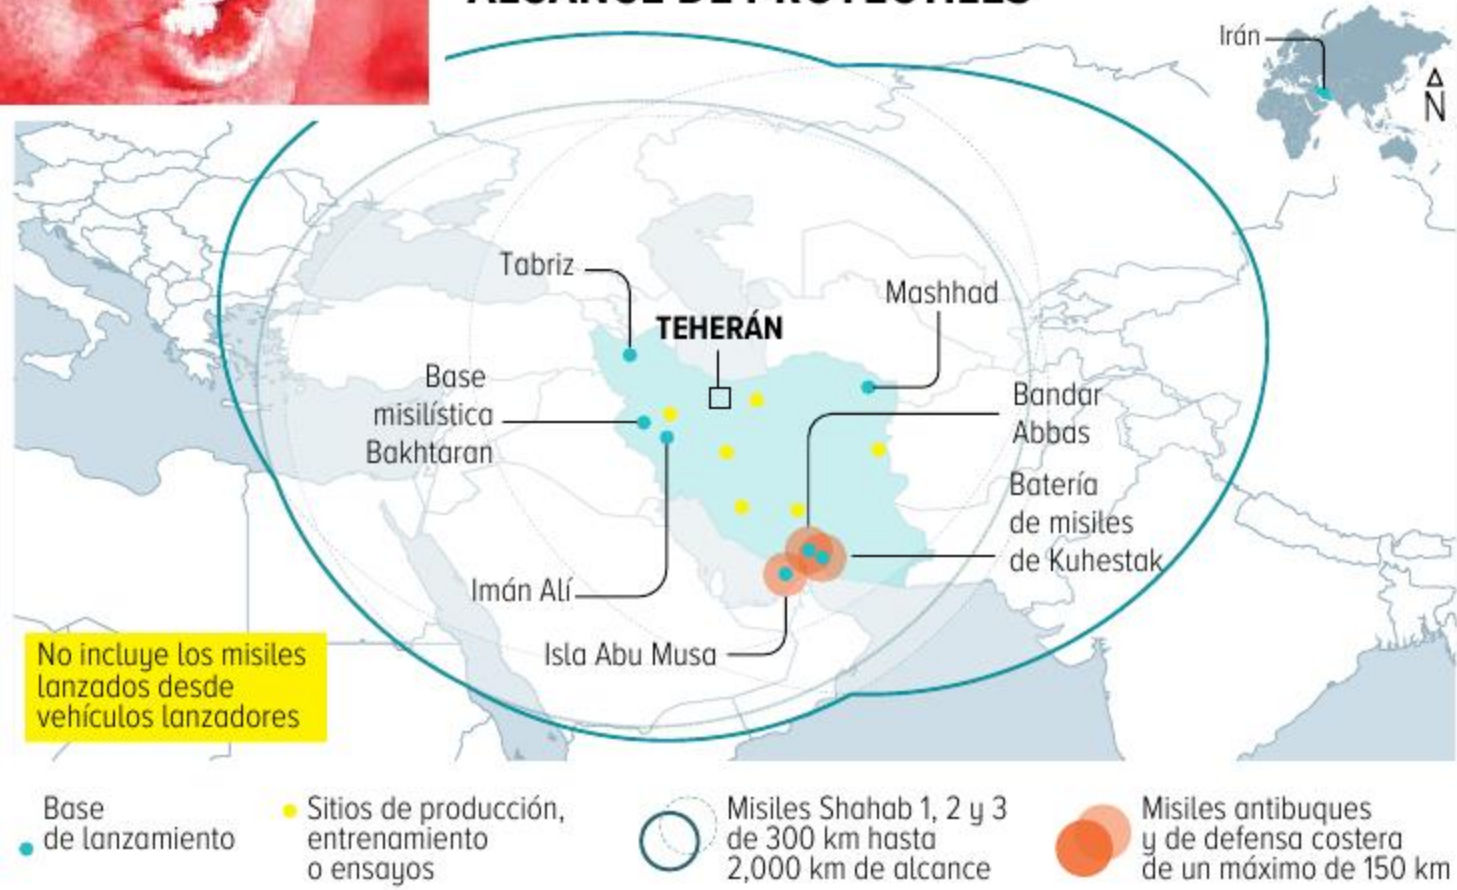 ALCANCE DE PROYECTILES
Irán
N
Tabriz
Mashhad
TEHERÁN
Base
misilística
Bakhtaran
Bandar
Abbas
Batería
de misiles
de Kuhestak
Imán Alí
Isla Abu Musa
No incluye los misiles
lanzados desde
vehículos lanzadores
Base
de lanzamiento
Sitios de producción,
entrenamiento
o ensayos
Misiles Shahab 1, 2 y 3
de 300 km hasta
2,000 km de alcance
Misiles antibuques
y de defensa costera
de un máximo de 150 km